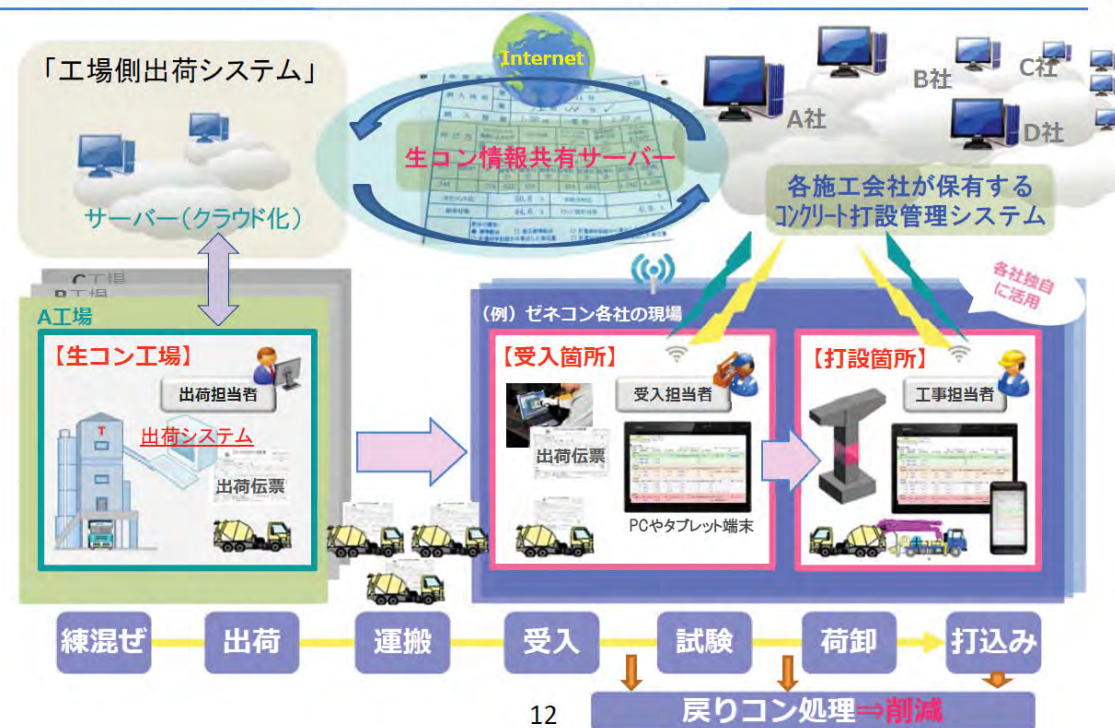 「工場側出荷システム」
サーバー(クラウド化)
Internet
生コン情報共有サーバー
A社
B社
C社
D社
各施工会社が保有する
コンクリート打設管理システム
各社独自
に活用
C工場
B工場
A工場
【生コン工場】
出荷担当者
出荷システム
出荷伝票
(例)ゼネコン各社の現場
【受入箇所】
受入担当者
出荷伝票
PCやタブレット端末
【打設箇所】
工事担当者
練混ぜ
出荷
運搬
受入
試験
荷卸
打込み
戻りコン処理⇒削減
12